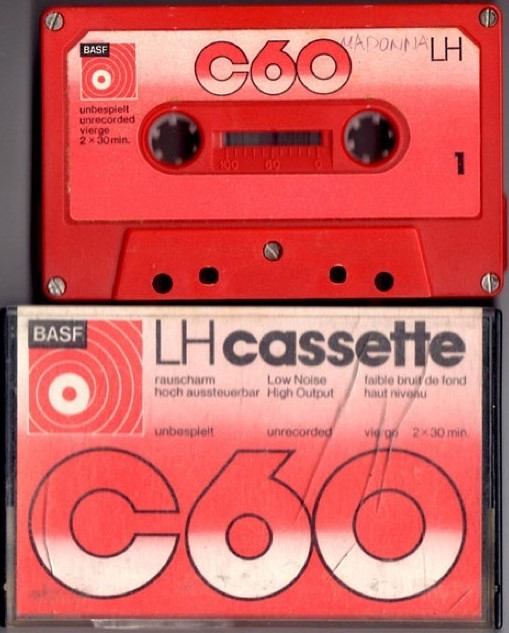 BASF
C60 MADONNA LH
unbespielt
unrecorded
vierge
2 × 30 min.
100 60 0
1
BASF
LH cassette
rauscharm Low Noise faible bruit de fond
hoch aussteuerbar High Output haut niveau
unbespielt unrecorded vierge 2 × 30 min.
C60